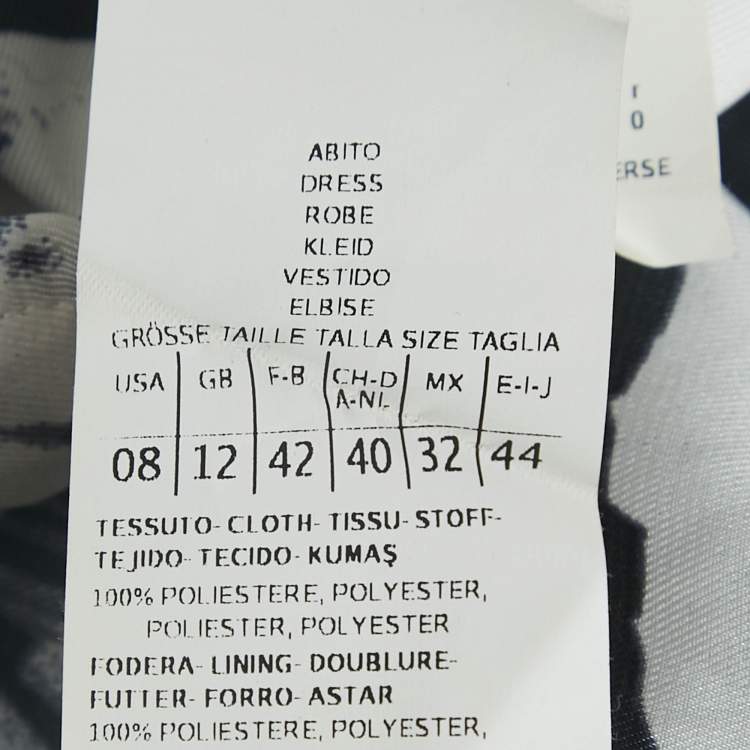 ABITO
DRESS
ROBE
KLEID
VESTIDO
ELBISE
GRÖSSE TAILLE TALLA SIZE TAGLIA
USA GB F-B CH-D A-NL MX E-I-J
08 12 42 40 32 44
TESSUTO- CLOTH- TISSU- STOFF-
TEJIDO- TECIDO- KUMAŞ
100% POLIESTERE, POLYESTER,
POLIESTER, POLYESTER
FODERA- LINING- DOUBLURE-
FUTTER- FORRO- ASTAR
100% POLIESTERE, POLYESTER,
0
ERSE